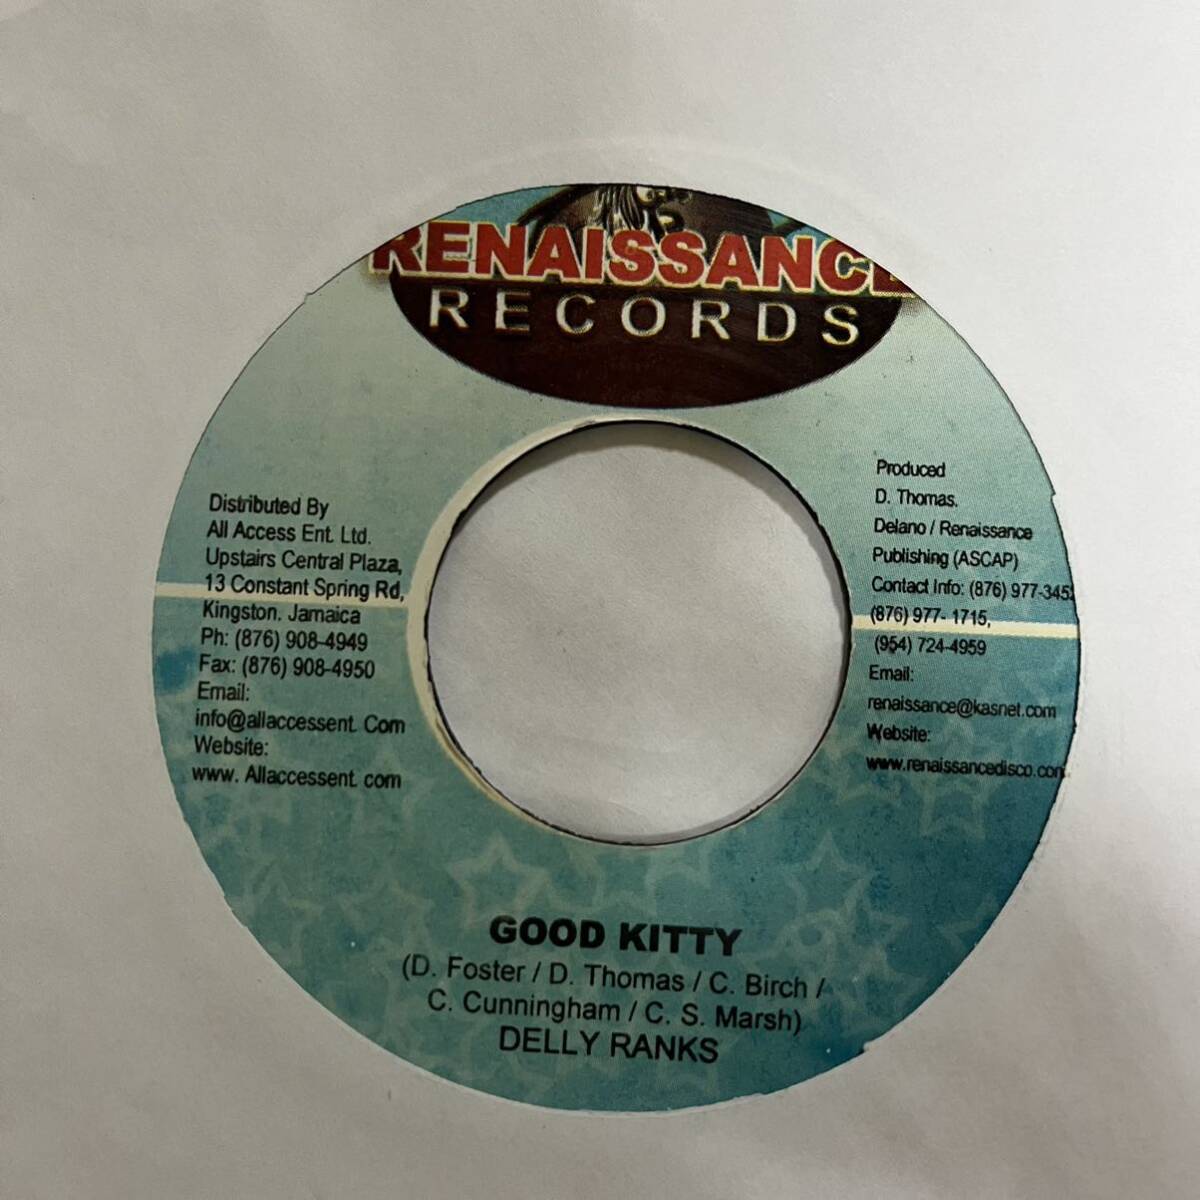 RENAISSANCE
RECORDS
Distributed By
All Access Ent. Ltd.
Upstairs Central Plaza,
13 Constant Spring Rd,
Kingston. Jamaica
Ph: (876) 908-4949
Fax: (876) 908-4950
Email:
info@allaccessent. Com
Website:
www. Allaccessent. com
Produced
D. Thomas.
Delano / Renaissance
Publishing (ASCAP)
Contact Info: (876) 977-345
(876) 977- 1715,
(954) 724-4959
Email:
renaissance@kasnet.com
Website:
www.renaissancedisco.com
GOOD KITTY
(D. Foster / D. Thomas / C. Birch /
C. Cunningham / C. S. Marsh)
DELLY RANKS